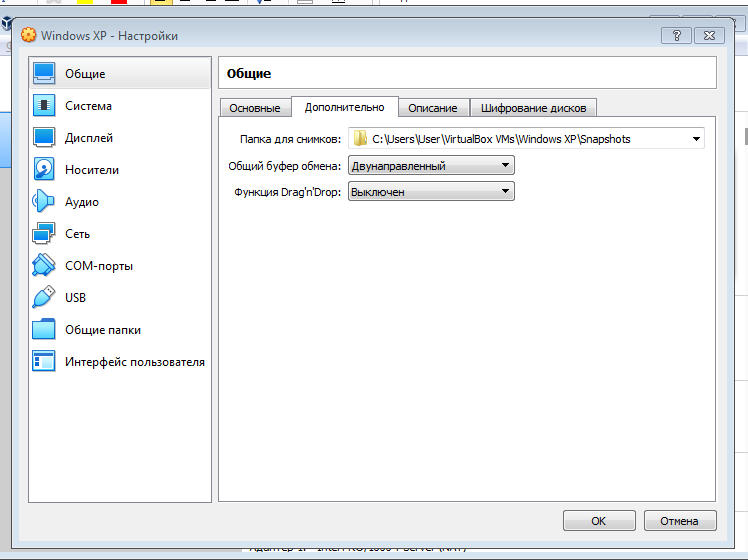 Windows XP - Настройки
Общие
Система
Дисплей
Носители
Аудио
Сеть
COM-порты
USB
Общие папки
Интерфейс пользователя
Общие
Основные Дополнительно Описание Шифрование дисков
Папка для снимков: C:\Users\User\VirtualBox VMs\Windows XP\Snapshots
Общий буфер обмена: Двунаправленный
Функция Drag'n'Drop: Выключен
OK Отмена